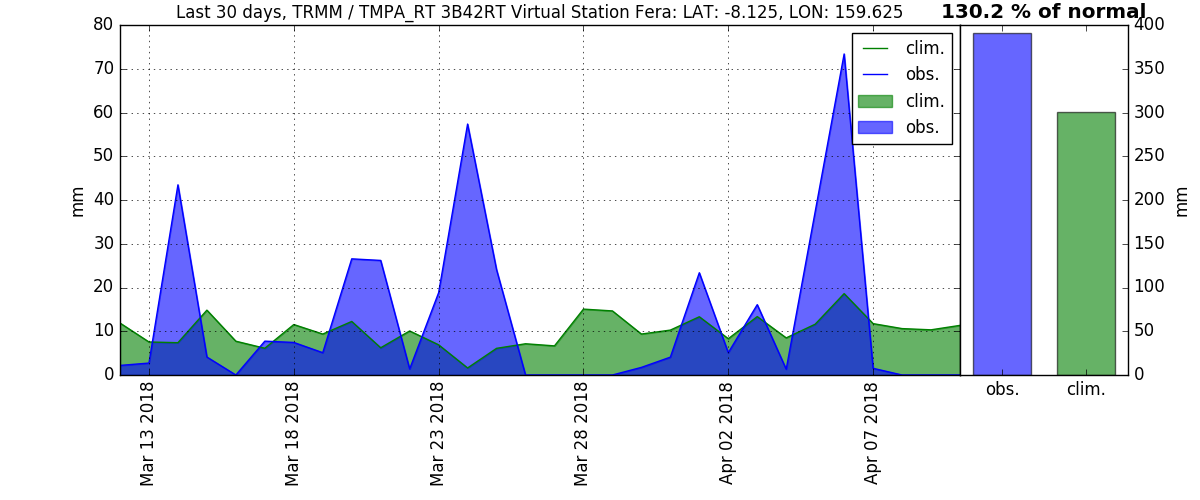 Last 30 days, TRMM / TMPA_RT 3B42RT Virtual Station Fera: LAT: -8.125, LON: 159.625
130.2 % of normal
80
70
60
50
40
30
20
10
0
mm
clim.
obs.
clim.
obs.
Mar 13 2018
Mar 18 2018
Mar 23 2018
Mar 28 2018
Apr 02 2018
Apr 07 2018
400
350
300
250
200
150
100
50
0
mm
obs.
clim.